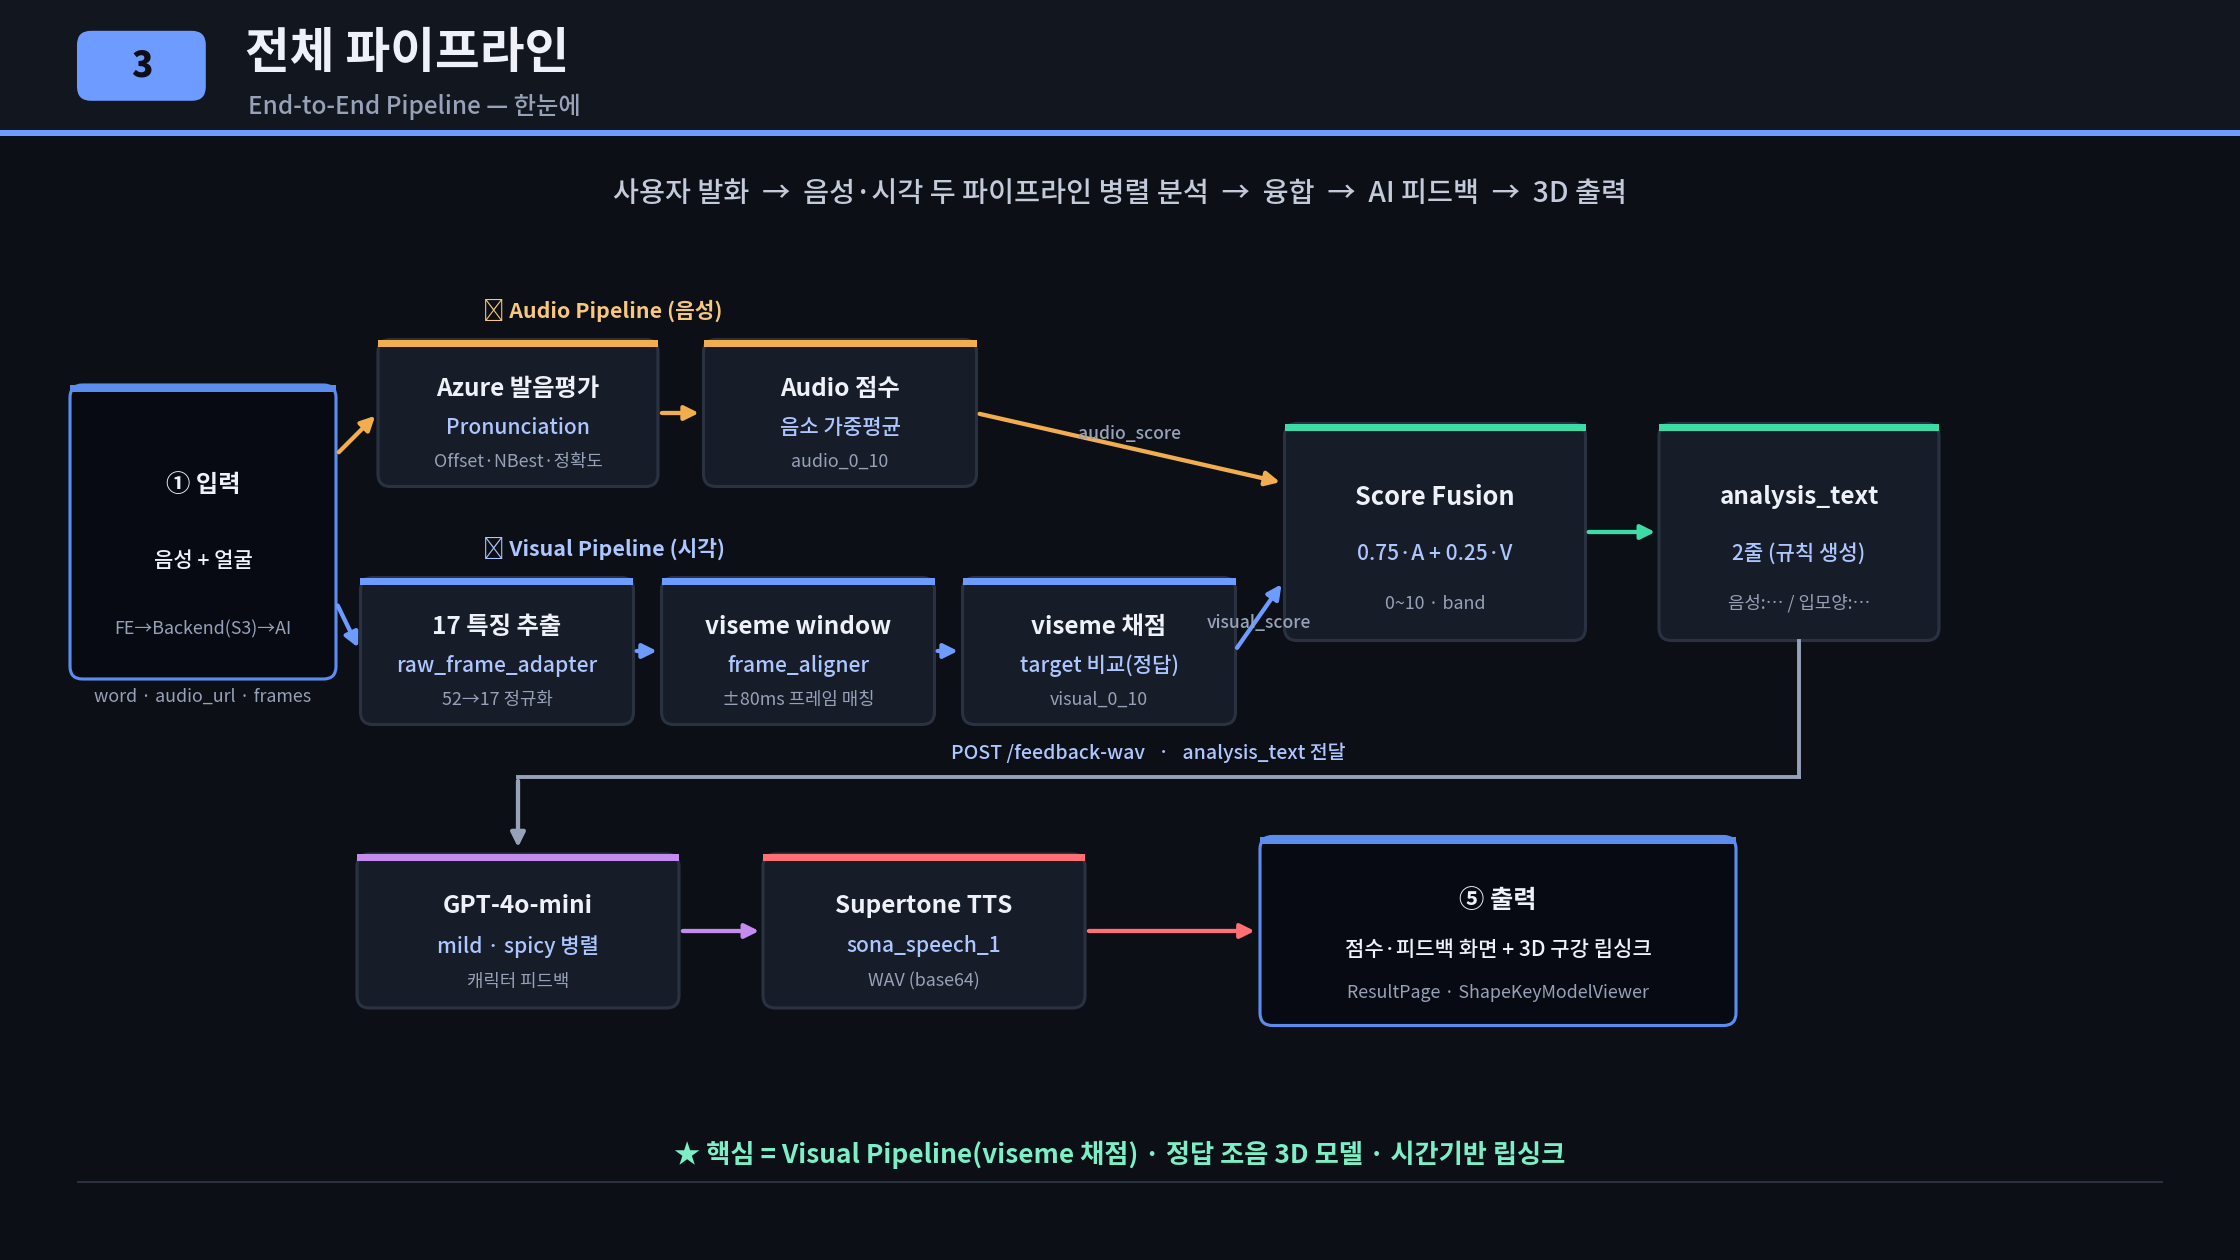 3
전체 파이프라인
End-to-End Pipeline — 한눈에
사용자 발화 → 음성·시각 두 파이프라인 병렬 분석 → 융합 → AI 피드백 → 3D 출력
Audio Pipeline (음성)
Azure 발음평가
Pronunciation
Offset·NBest·정확도
Audio 점수
음소 가중평균
audio_0_10
audio_score
① 입력
음성 + 얼굴
FE→Backend(S3)→AI
word · audio_url · frames
Visual Pipeline (시각)
17 특징 추출
raw_frame_adapter
52→17 정규화
viseme window
frame_aligner
±80ms 프레임 매칭
viseme 채점
target 비교(정답)
visual_0_10
visual_score
Score Fusion
0.75·A + 0.25·V
0~10 · band
analysis_text
2줄 (규칙 생성)
음성:⋯ / 입모양:⋯
POST /feedback-wav · analysis_text 전달
GPT-4o-mini
mild · spicy 병렬
캐릭터 피드백
Supertone TTS
sona_speech_1
WAV (base64)
⑤ 출력
점수·피드백 화면 + 3D 구강 립싱크
ResultPage · ShapeKeyModelViewer
★ 핵심 = Visual Pipeline(viseme 채점) · 정답 조음 3D 모델 · 시간기반 립싱크